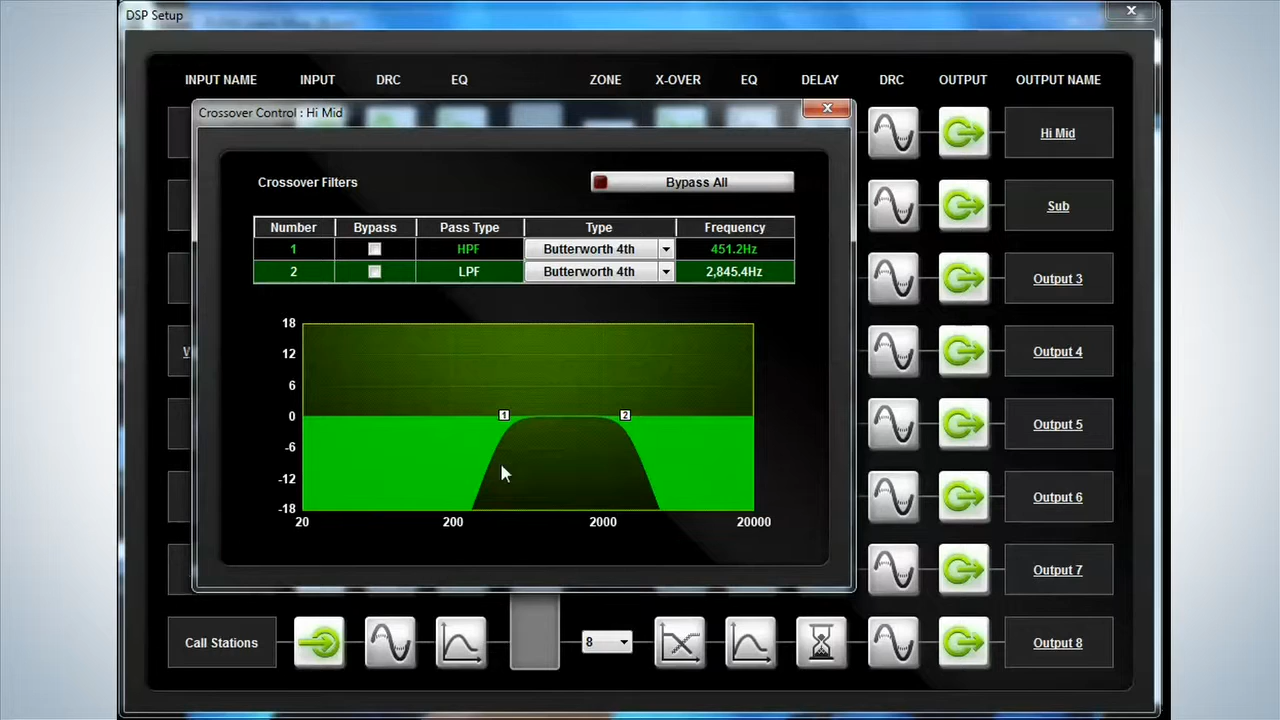 DSP Setup
INPUT NAME INPUT DRC EQ ZONE X-OVER EQ DELAY DRC OUTPUT OUTPUT NAME
Crossover Control : Hi Mid
Crossover Filters Bypass All
Number Bypass Pass Type Type Frequency
1 HPF Butterworth 4th 451.2Hz
2 LPF Butterworth 4th 2,845.4Hz
18
12
6
0
-6
-12
-18
1 2
20 200 2000 20000
Hi Mid
Sub
Output 3
Output 4
Output 5
Output 6
Output 7
Call Stations 8 Output 8